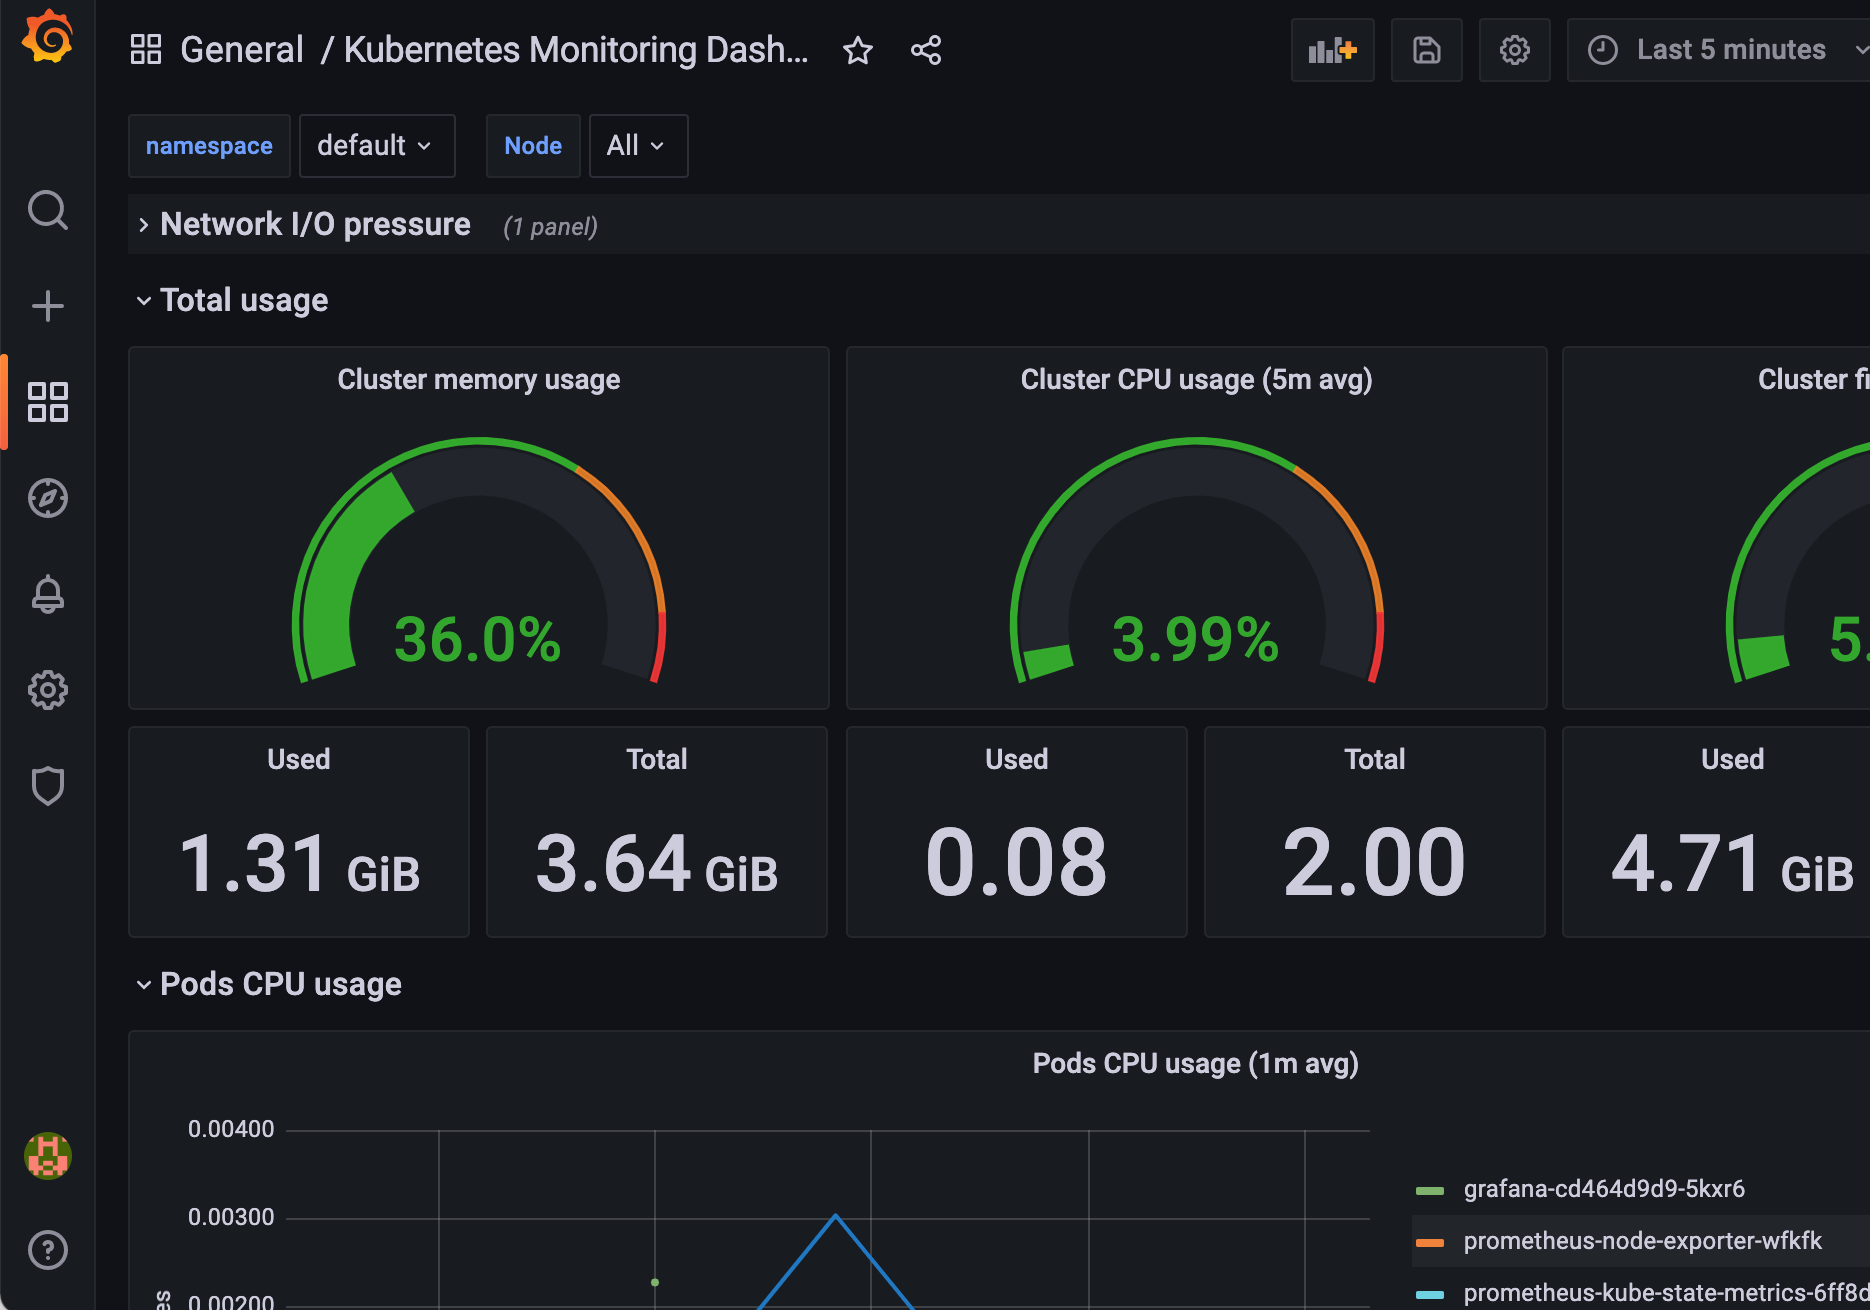 General / Kubernetes Monitoring Dash...
Last 5 minutes
namespace default Node All
Network I/O pressure (1 panel)
Total usage
Cluster memory usage
Cluster CPU usage (5m avg)
Cluster fi
36.0%
3.99%
5.
Used
Total
Used
Total
Used
1.31 GiB
3.64 GiB
0.08
2.00
4.71 GiB
Pods CPU usage
Pods CPU usage (1m avg)
0.00400
0.00300
0.00200
grafana-cd464d9d9-5kxr6
prometheus-node-exporter-wfkfk
prometheus-kube-state-metrics-6ff8d